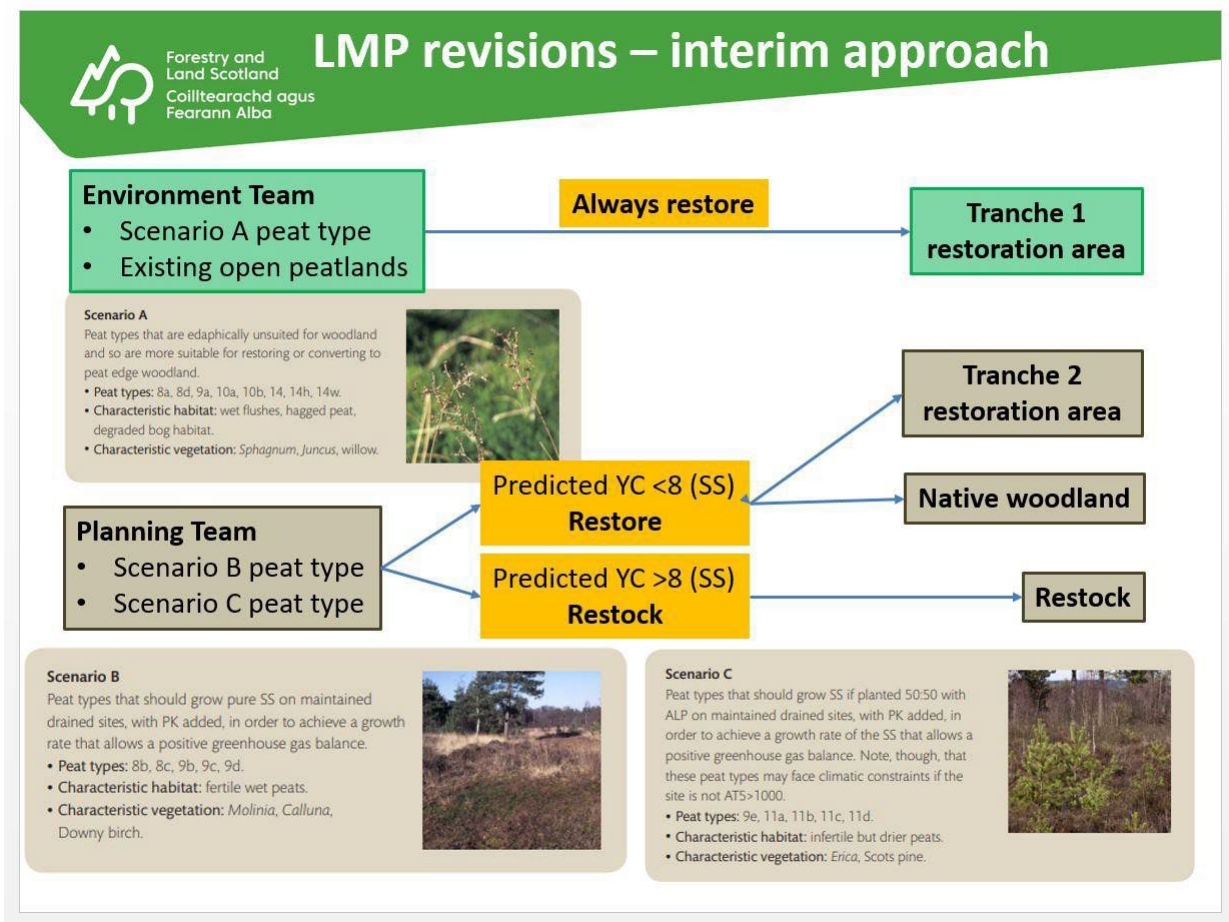 LMP revisions – interim approach
Forestry and
Land Scotland
Coilltearachd agus
Fearann Alba
Environment Team
• Scenario A peat type
• Existing open peatlands
Always restore
Tranche 1
restoration area
Scenario A
Peat types that are edaphically unsuited for woodland
and so are more suitable for restoring or converting to
peat edge woodland.
• Peat types: 8a, 8d, 9a, 10a, 10b, 14, 14h, 14w.
• Characteristic habitat: wet flushes, hagged peat,
degraded bog habitat.
• Characteristic vegetation: Sphagnum, Juncus, willow.
Tranche 2
restoration area
Predicted YC <8 (SS)
Restore
Native woodland
Planning Team
• Scenario B peat type
• Scenario C peat type
Predicted YC >8 (SS)
Restock
Restock
Scenario B
Peat types that should grow pure SS on maintained
drained sites, with PK added, in order to achieve a growth
rate that allows a positive greenhouse gas balance.
• Peat types: 8b, 8c, 9b, 9c, 9d.
• Characteristic habitat: fertile wet peats.
• Characteristic vegetation: Molinia, Calluna,
Downy birch.
Scenario C
Peat types that should grow SS if planted 50:50 with
ALP on maintained drained sites, with PK added, in
order to achieve a growth rate of the SS that allows a
positive greenhouse gas balance. Note, though, that
these peat types may face climatic constraints if the
site is not AT5>1000.
• Peat types: 9e, 11a, 11b, 11c, 11d.
• Characteristic habitat: infertile but drier peats.
• Characteristic vegetation: Erica, Scots pine.